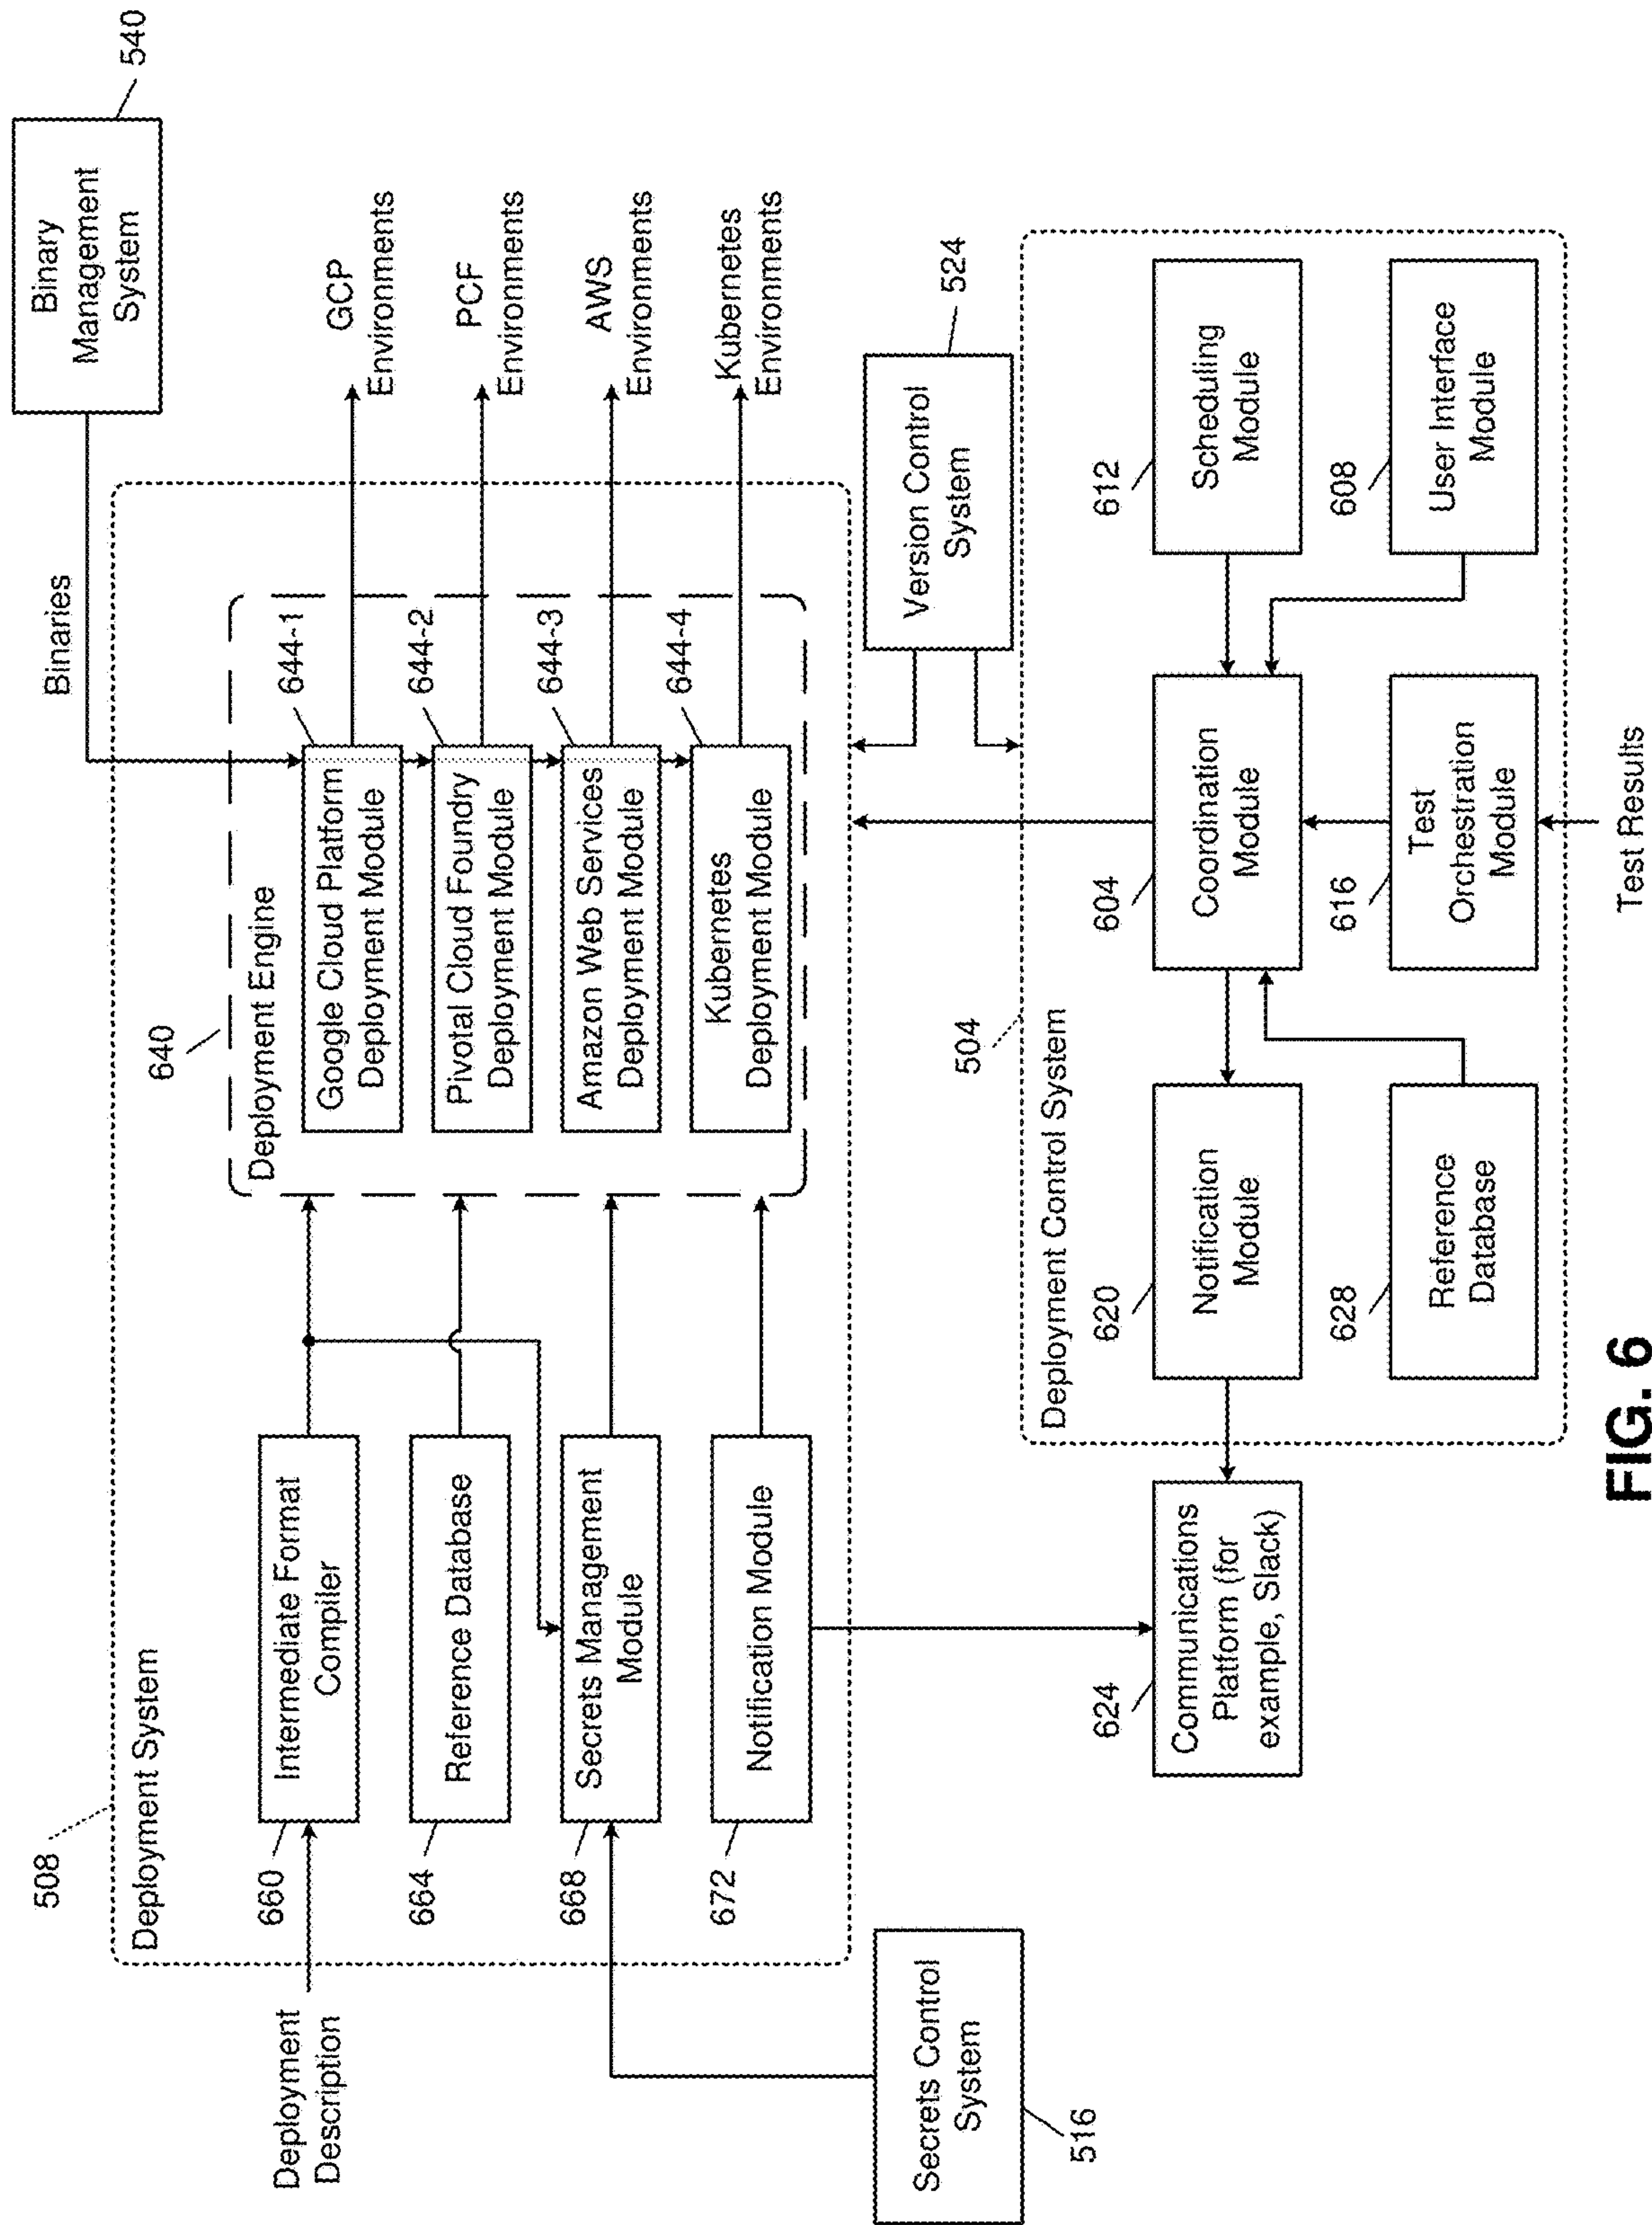 508
Deployment System
Deployment
Description
660
Intermediate Format
Compiler
664
Reference Database
668
Secrets Management
Module
672
Notification Module
640
Deployment Engine
644-1
Google Cloud Platform
Deployment Module
644-2
Pivotal Cloud Foundry
Deployment Module
644-3
Amazon Web Services
Deployment Module
644-4
Kubernetes
Deployment Module
Binaries
Binary
Management
System
540
GCP
Environments
PCF
Environments
AWS
Environments
Kubernetes
Environments
Secrets Control
System
516
Version Control
System
524
504
Deployment Control System
624
Communications
Platform (for
example, Slack)
620
Notification
Module
604
Coordination
Module
612
Scheduling
Module
628
Reference
Database
616
Test
Orchestration
Module
608
User Interface
Module
Test Results
FIG. 6